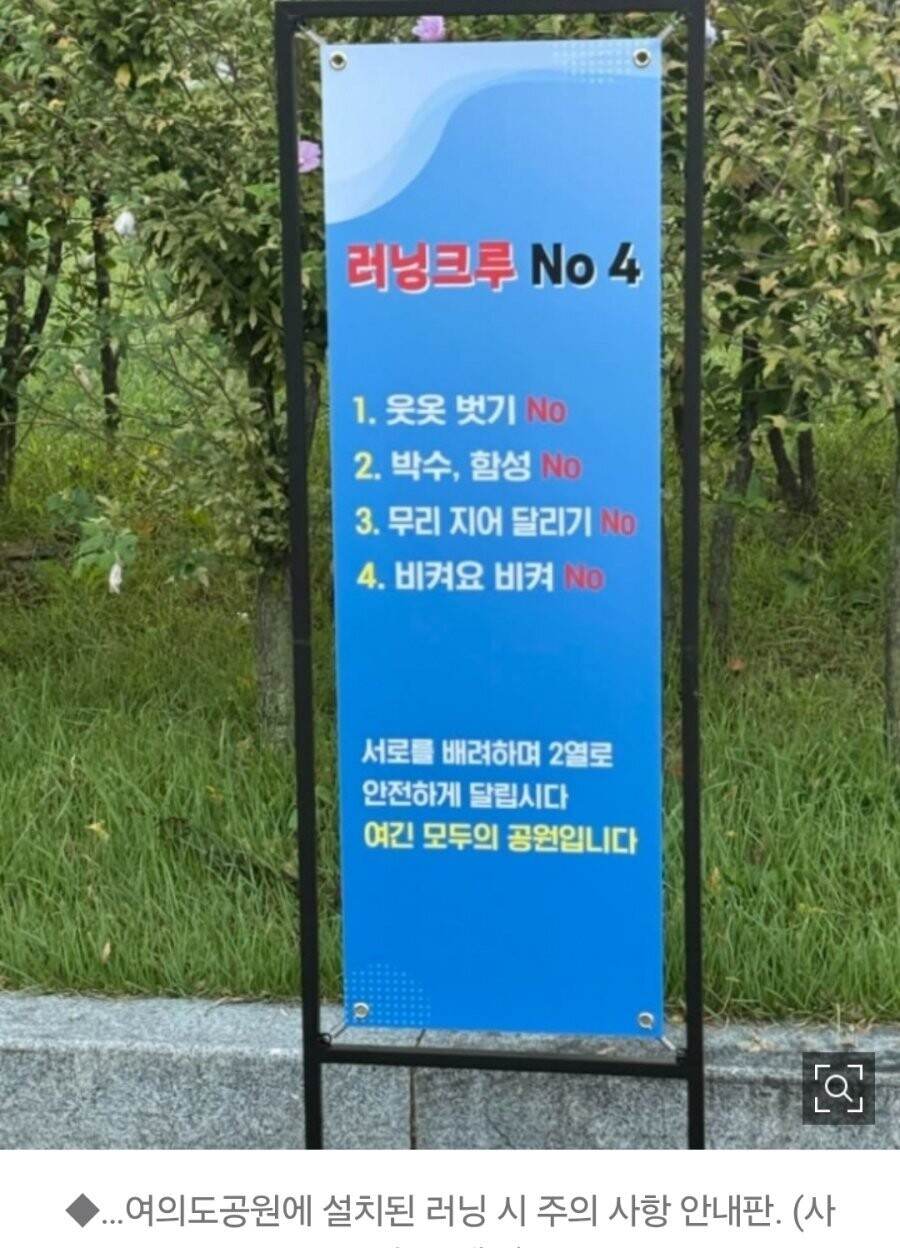 러닝크루 No 4
1. 웃옷 벗기 No
2. 박수, 함성 No
3. 무리 지어 달리기 No
4. 비켜요 비켜 No
서로를 배려하며 2열로
안전하게 달립시다
여긴 모두의 공원입니다
◆...여의도공원에 설치된 러닝 시 주의 사항 안내판. (사